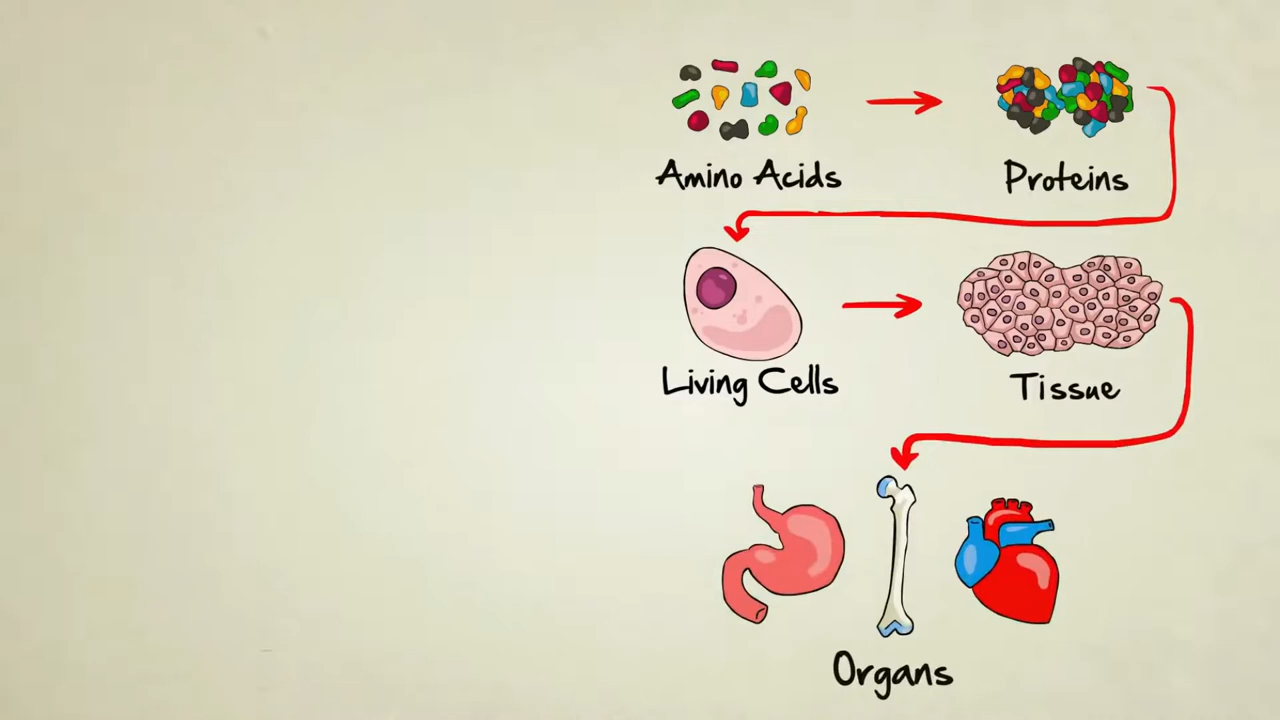 Amino Acids
Proteins
Living Cells
Tissue
Organs